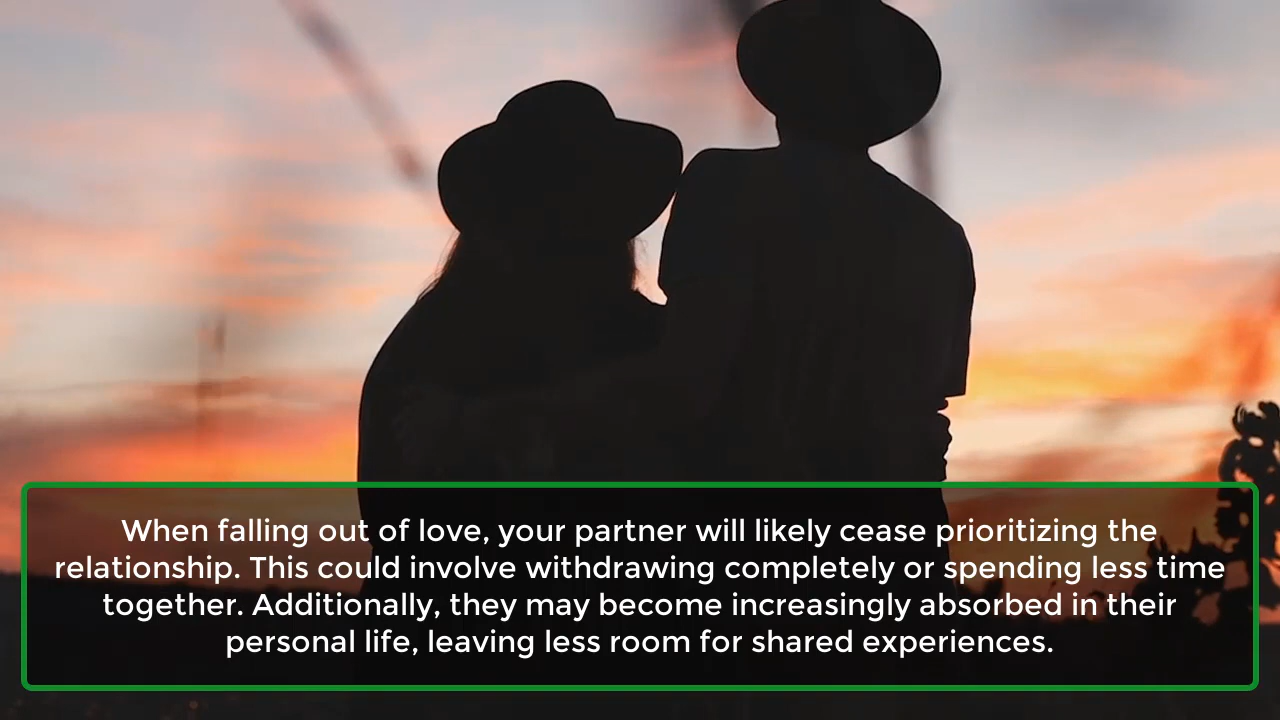 When falling out of love, your partner will likely cease prioritizing the
relationship. This could involve withdrawing completely or spending less time
together. Additionally, they may become increasingly absorbed in their
personal life, leaving less room for shared experiences.